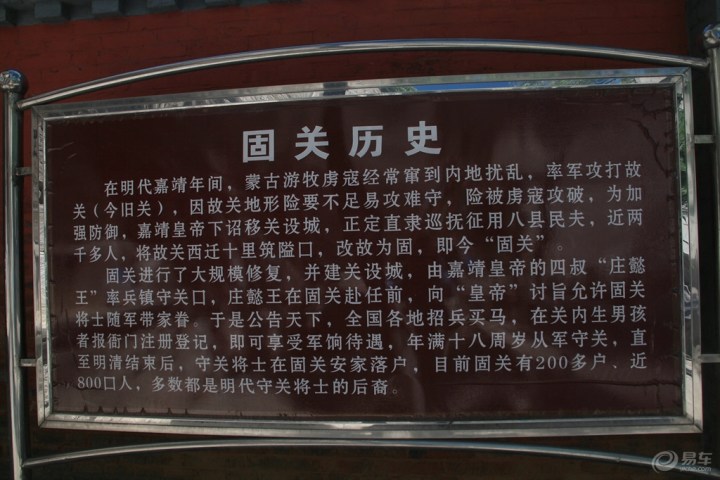 固关历史
在明代嘉靖年间，蒙古游牧虏寇经常窜到内地扰乱，率军攻打故
关（今旧关），因故关地形险要不足易攻难守，险被虏寇攻破，为加
强防御，嘉靖皇帝下诏移关设城，正定直隶巡抚征用八县民夫，近两
千多人，将故关西迁十里筑隘口，改故为固，即今“固关”
固关进行了大规模修复，并建关设城，由嘉靖皇帝的四叔“庄懿
王”率兵镇守关口，庄懿王在固关赴任前，向“皇帝”讨旨允许固关
将士随军带家眷。于是公告天下，全国各地招兵买马，在关内生男孩
者报衙门注册登记，即可享受军饷待遇，年满十八周岁从军守关，直
至明清结束后，守关将士在固关安家落户，目前固关有200多户、近
800口人，多数都是明代守关将士的后裔。
易车